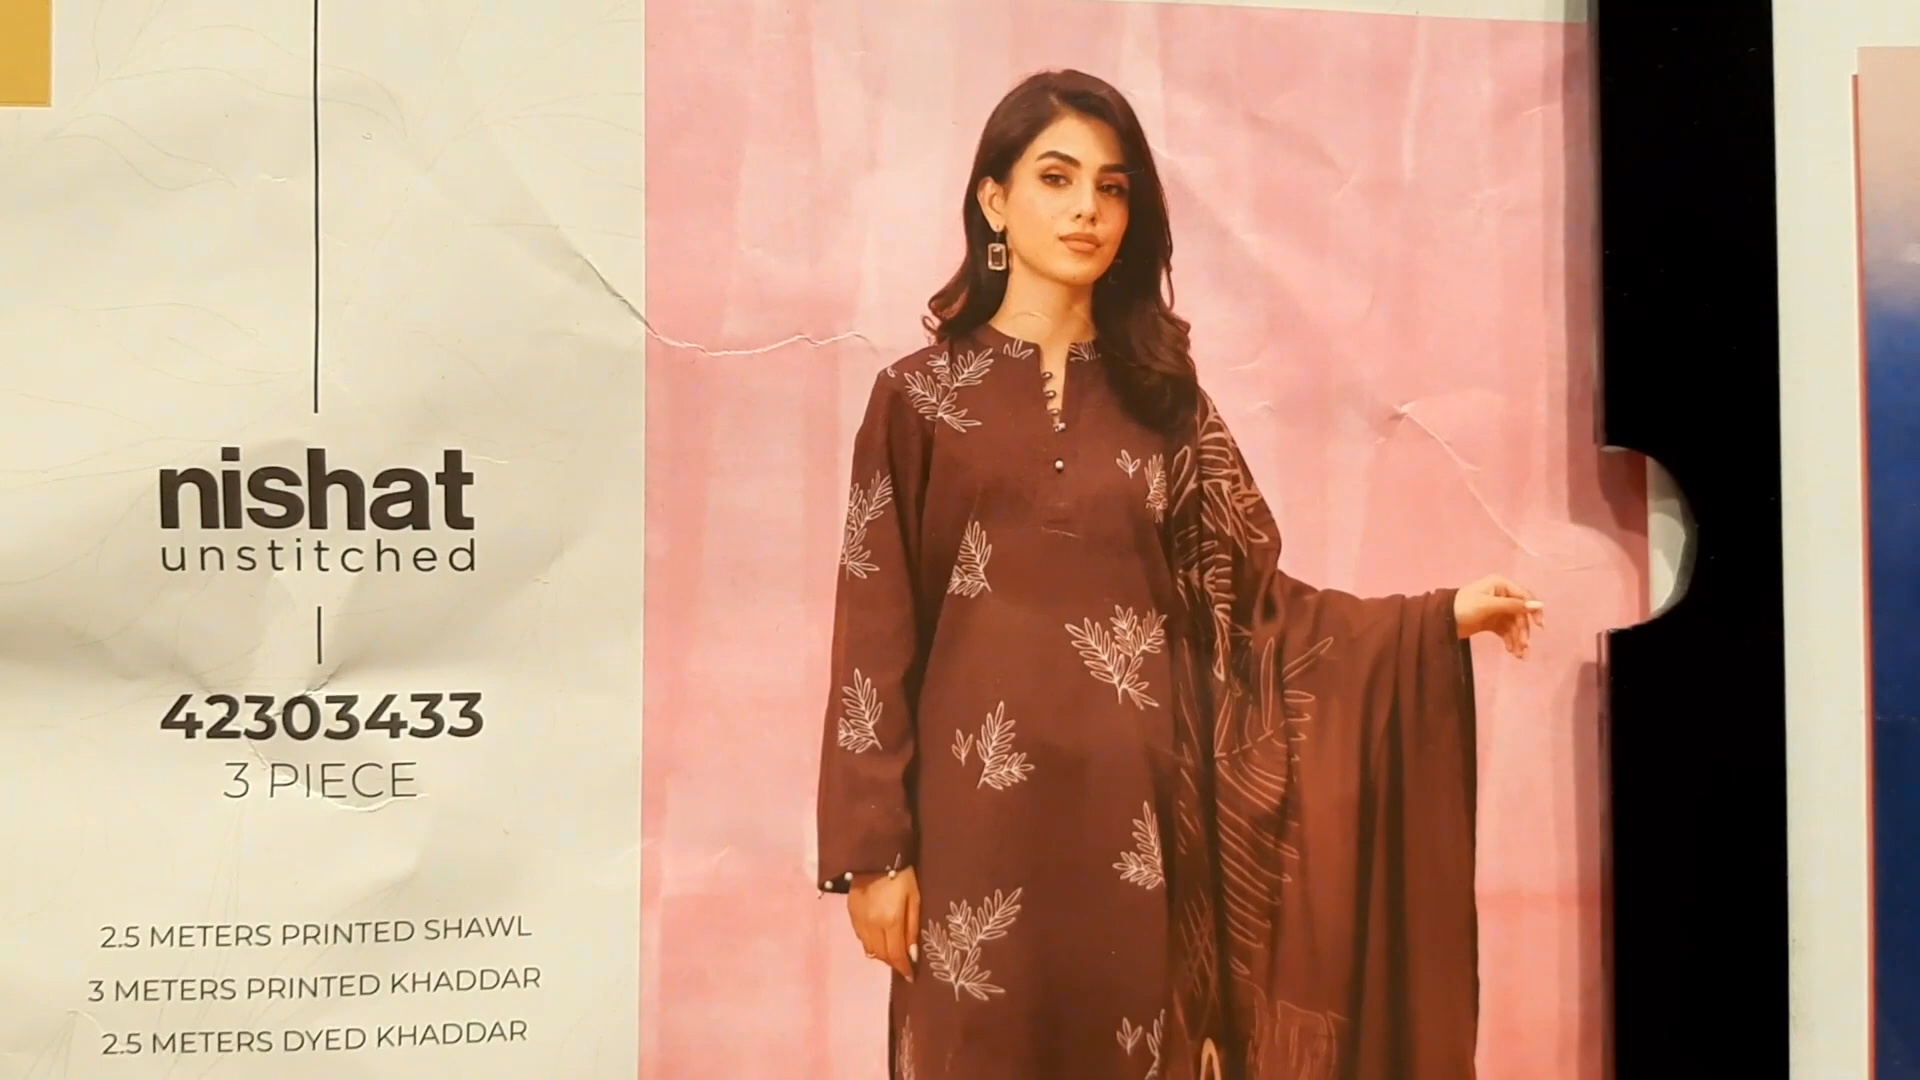 nishat
unstitched
42303433
3 PIECE
2.5 METERS PRINTED SHAWL
3 METERS PRINTED KHADDAR
2.5 METERS DYED KHADDAR